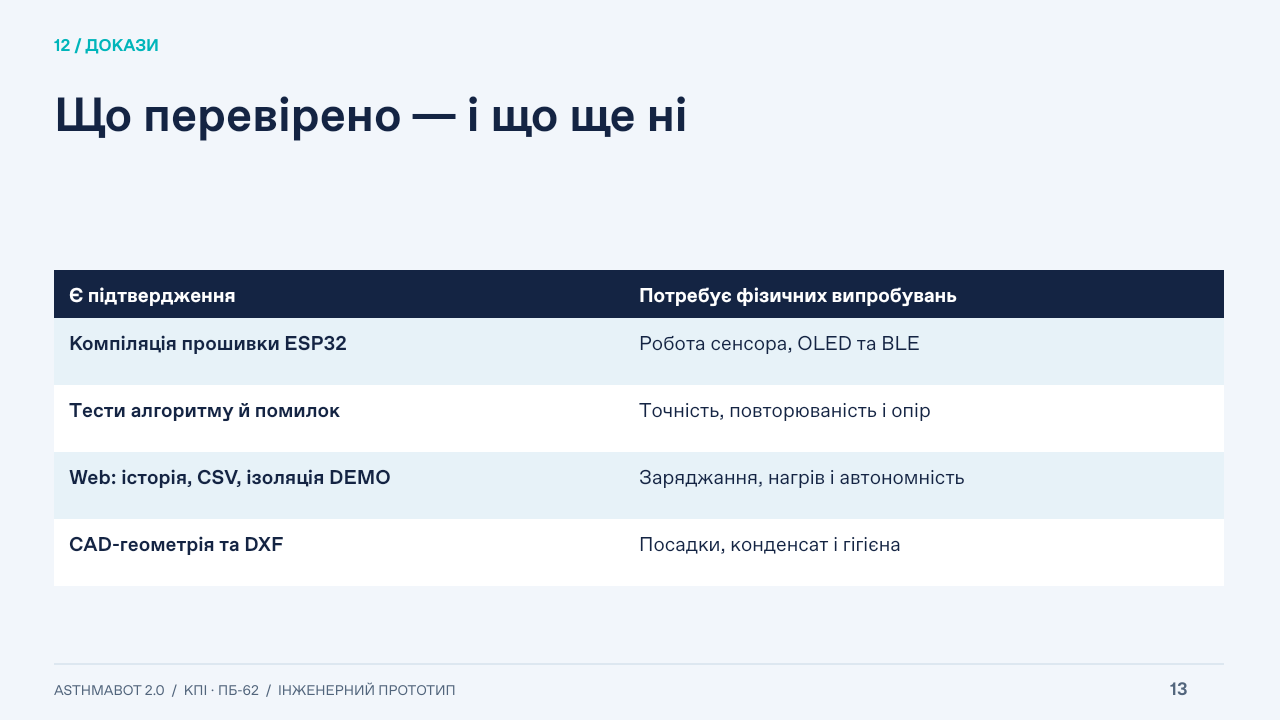 12 / ДОКАЗИ
Що перевірено — і що ще ні
Є підтвердження
Потребує фізичних випробувань
Компіляція прошивки ESP32
Робота сенсора, OLED та BLE
Тести алгоритму й помилок
Точність, повторюваність і опір
Web: історія, CSV, ізоляція DEMO
Заряджання, нагрів і автономність
CAD-геометрія та DXF
Посадки, конденсат і гігієна
ASTHMABOT 2.0 / КПІ · ПБ-62 / ІНЖЕНЕРНИЙ ПРОТОТИП
13